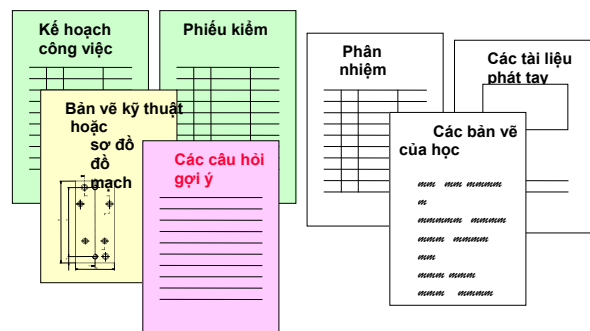 Kế hoạch
công việc
Phiếu kiểm
Phân
nhiệm
Các tài liệu
phát tay
Bản vẽ kỹ thuật
hoặc
sơ đồ
đồ
mạch
Các câu hỏi
gợi ý
Các bản vẽ
của học